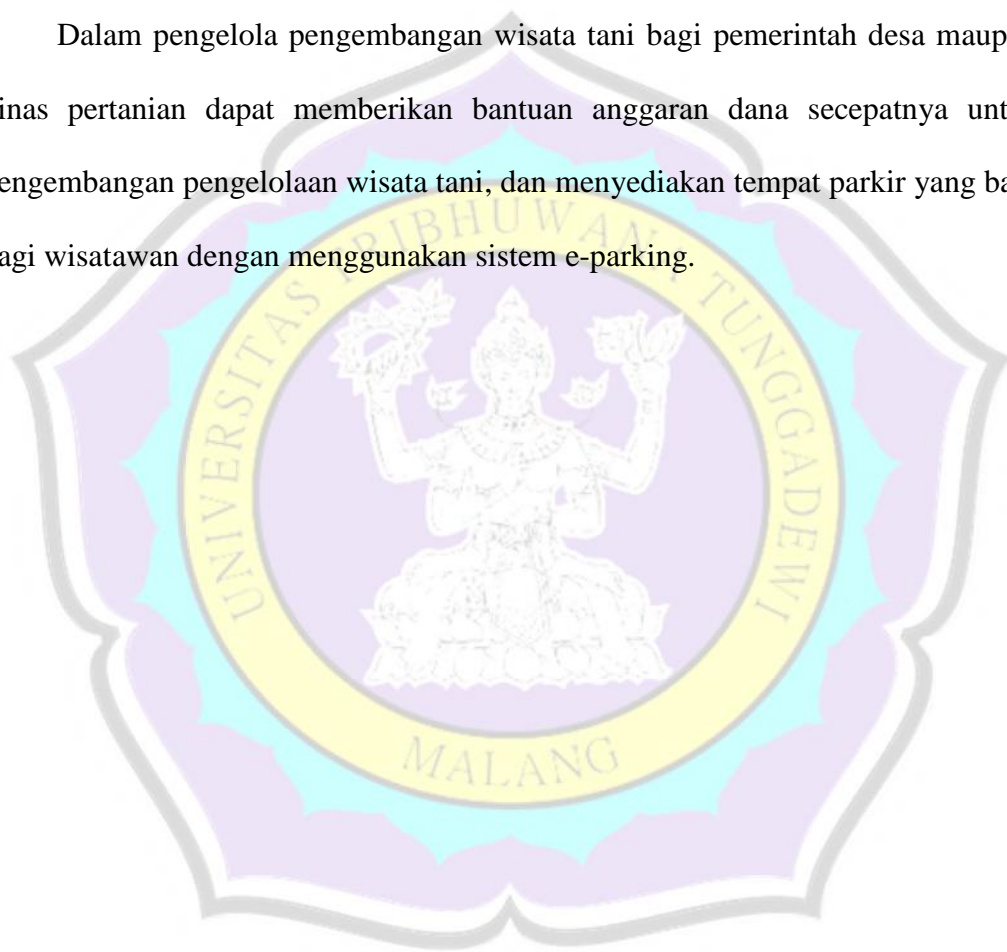 Dalam pengelola pengembangan wisata tani bagi pemerintah desa maup
inas pertanian dapat memberikan bantuan anggaran dana secepatnya unt
engembangan pengelolaan wisata tani, dan menyediakan tempat parkir yang ba
agi wisatawan dengan menggunakan sistem e-parking.
UNIVERSITAS TRIBHUWANA TUNGGADEWI
MALANG